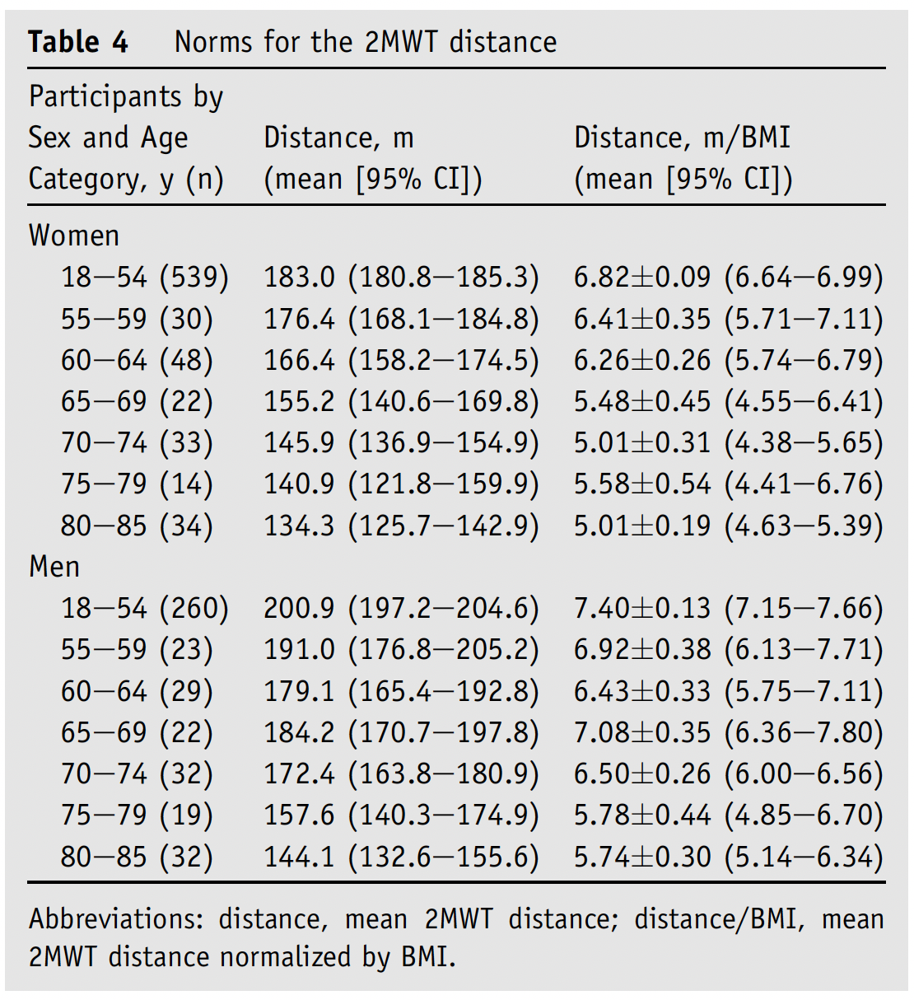 Table 4 Norms for the 2MWT distance
Participants by
Sex and Age Distance, m Distance, m/BMI
Category, y (n) (mean [95% CI]) (mean [95% CI])
Women
18–54 (539) 183.0 (180.8–185.3) 6.82±0.09 (6.64–6.99)
55–59 (30) 176.4 (168.1–184.8) 6.41±0.35 (5.71–7.11)
60–64 (48) 166.4 (158.2–174.5) 6.26±0.26 (5.74–6.79)
65–69 (22) 155.2 (140.6–169.8) 5.48±0.45 (4.55–6.41)
70–74 (33) 145.9 (136.9–154.9) 5.01±0.31 (4.38–5.65)
75–79 (14) 140.9 (121.8–159.9) 5.58±0.54 (4.41–6.76)
80–85 (34) 134.3 (125.7–142.9) 5.01±0.19 (4.63–5.39)
Men
18–54 (260) 200.9 (197.2–204.6) 7.40±0.13 (7.15–7.66)
55–59 (23) 191.0 (176.8–205.2) 6.92±0.38 (6.13–7.71)
60–64 (29) 179.1 (165.4–192.8) 6.43±0.33 (5.75–7.11)
65–69 (22) 184.2 (170.7–197.8) 7.08±0.35 (6.36–7.80)
70–74 (32) 172.4 (163.8–180.9) 6.50±0.26 (6.00–6.56)
75–79 (19) 157.6 (140.3–174.9) 5.78±0.44 (4.85–6.70)
80–85 (32) 144.1 (132.6–155.6) 5.74±0.30 (5.14–6.34)
Abbreviations: distance, mean 2MWT distance; distance/BMI, mean
2MWT distance normalized by BMI.